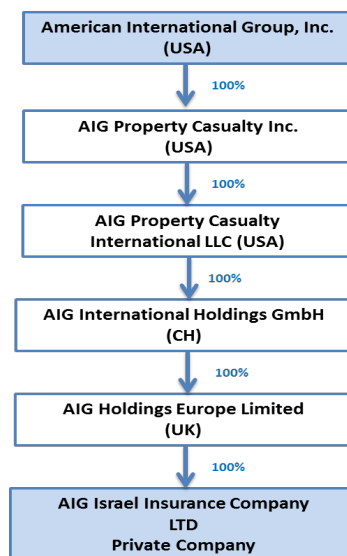 American International Group, Inc.
(USA)
100%
AIG Property Casualty Inc.
(USA)
100%
AIG Property Casualty
International LLC (USA)
100%
AIG International Holdings GmbH
(CH)
100%
AIG Holdings Europe Limited
(UK)
100%
AIG Israel Insurance Company
LTD
Private Company